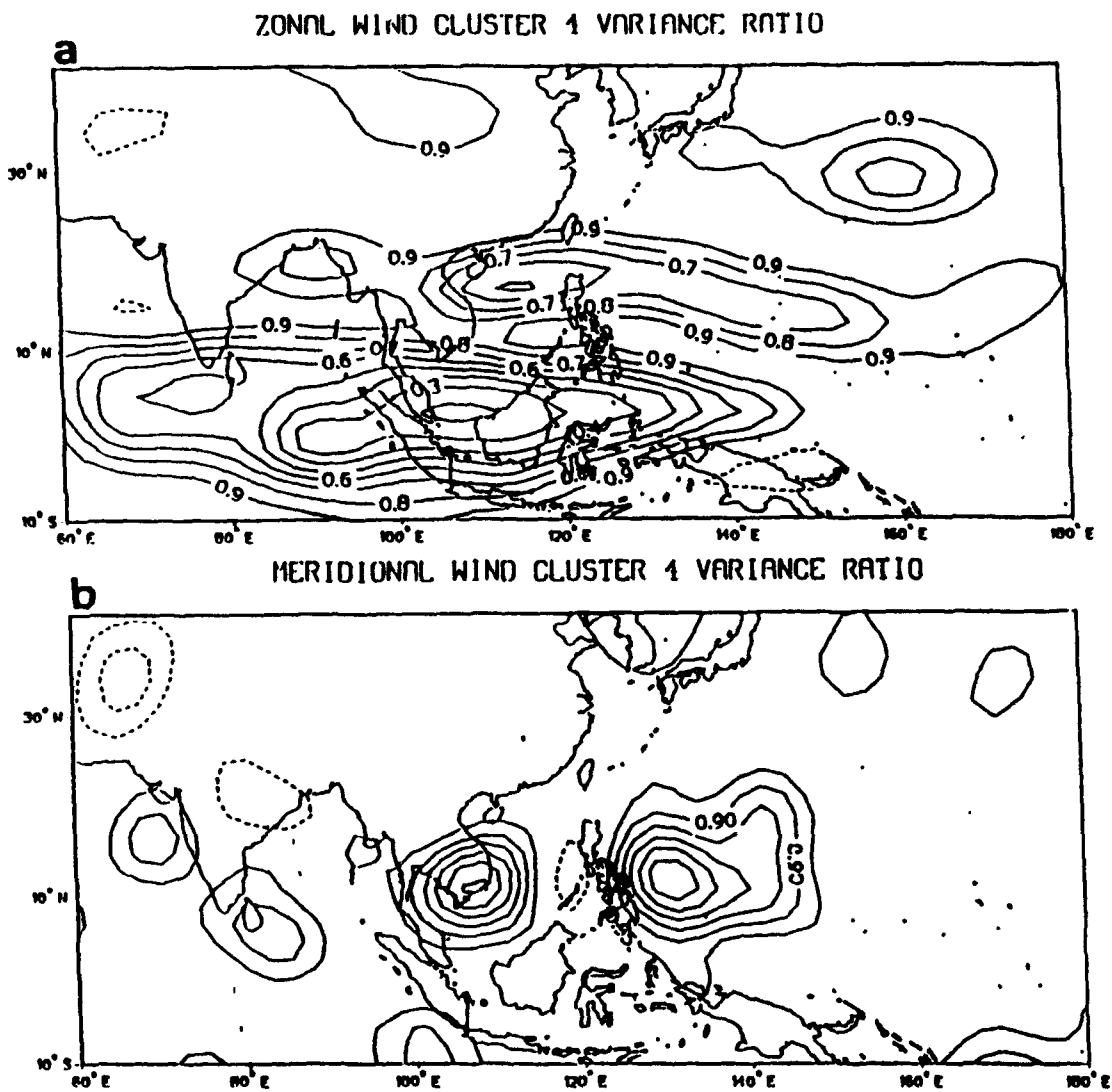 ZONAL WIND CLUSTER 4 VARIANCE RATIO
a
0.9
0.9
30° N
0.9
0.9
0.9
0.7
0.7
0.9
0.7
0.8
0.9
0.8
10° N
0.9
0.8
0.9
0.6
0.6
0.7
0.9
0.3
0.6
0.9
0.9
0.8
10° S
60° E
80° E
100° E
120° E
140° E
160° E
180° E
MERIDIONAL WIND CLUSTER 4 VARIANCE RATIO
b
30° N
0.90
10° N
10° S
60° E
80° E
100° E
120° E
140° E
160° E
180° E